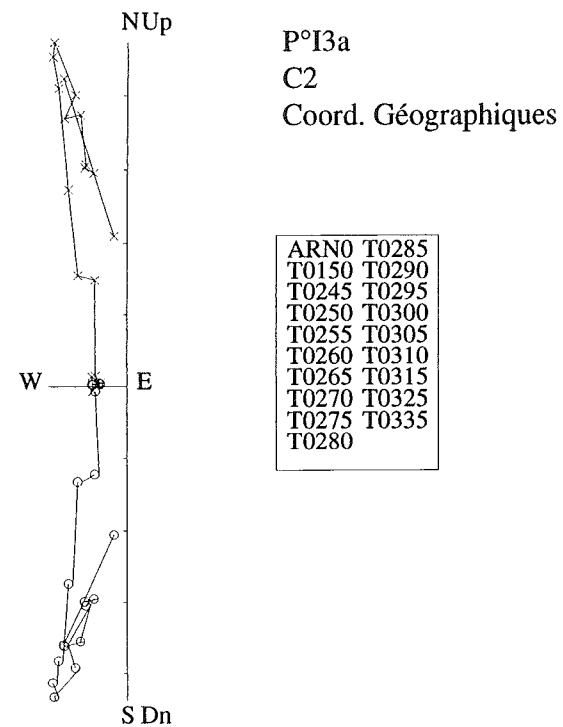 N Up
P°I3a
C2
Coord. Géographiques
ARN0 T0285
T0150 T0290
T0245 T0295
T0250 T0300
T0255 T0305
T0260 T0310
T0265 T0315
T0270 T0325
T0275 T0335
T0280
W E
S Dn